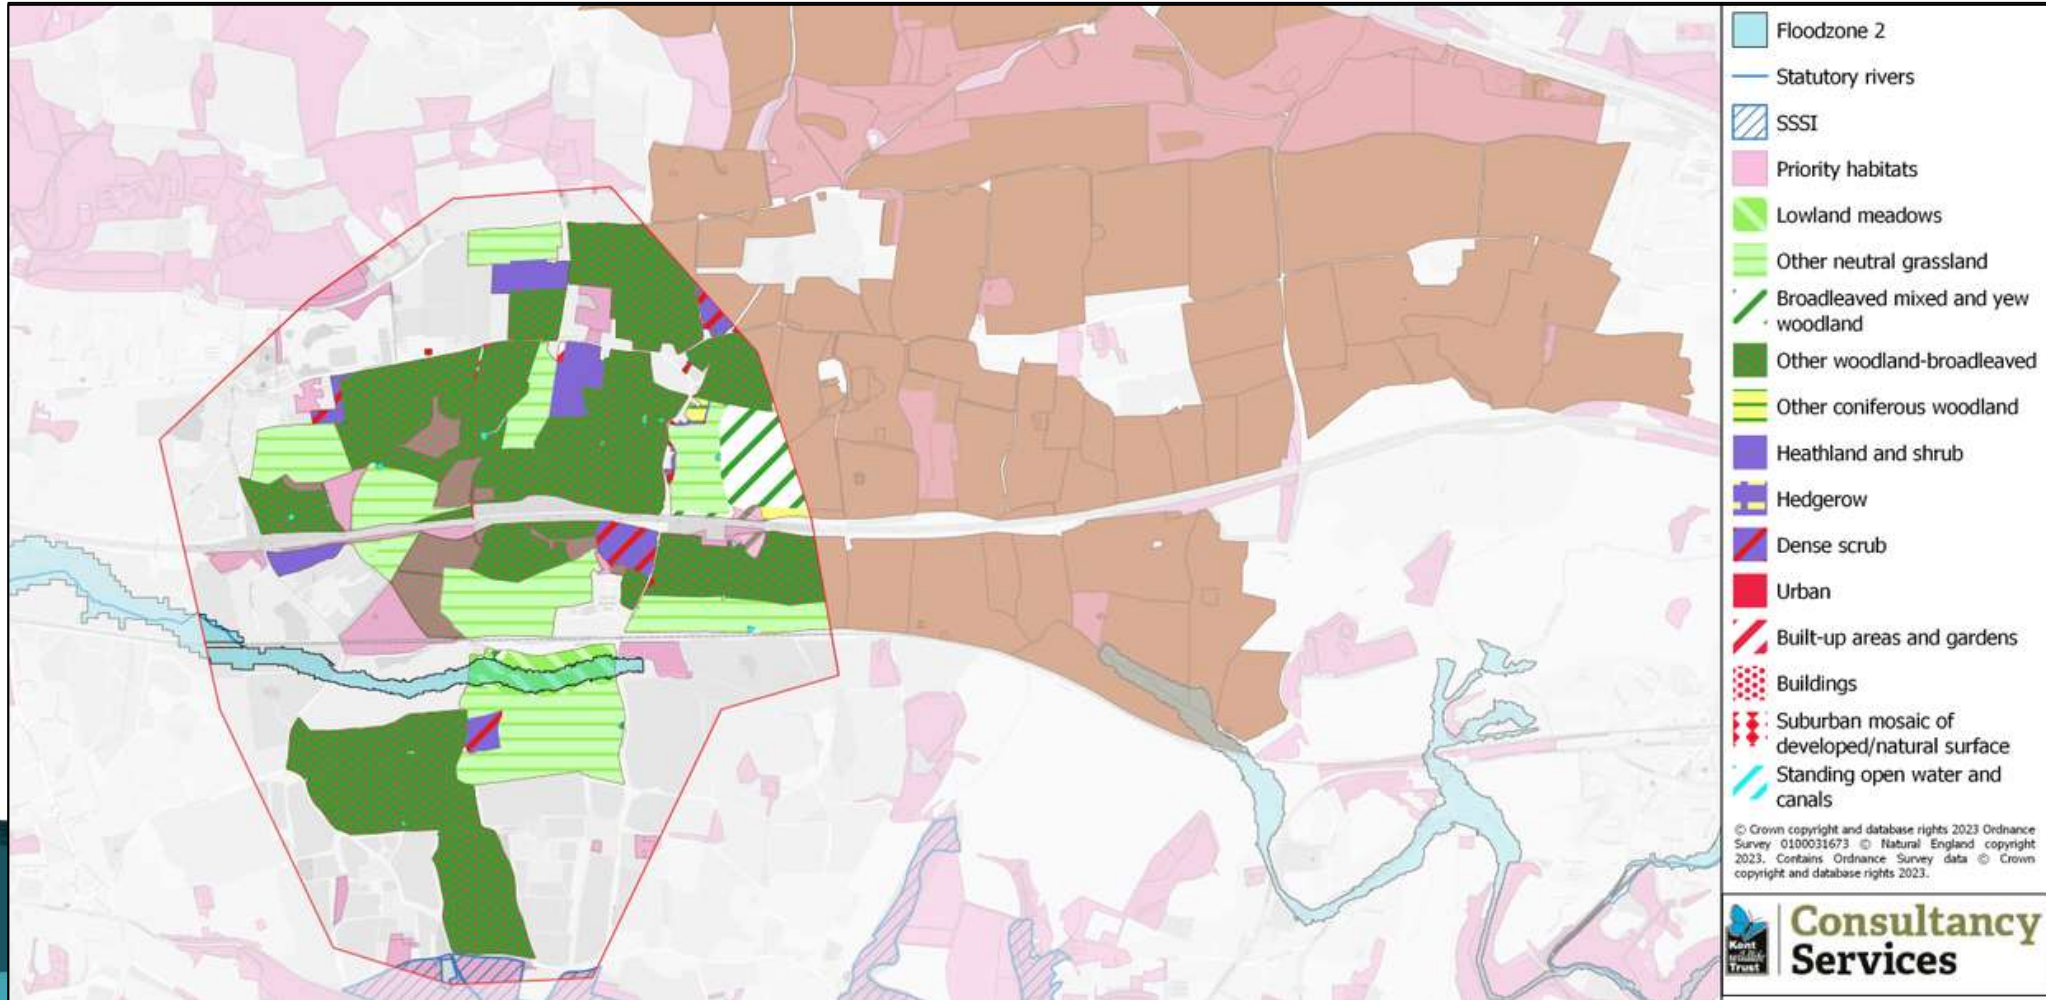 Floodzone 2
Statutory rivers
SSSI
Priority habitats
Lowland meadows
Other neutral grassland
Broadleaved mixed and yew
woodland
Other woodland-broadleaved
Other coniferous woodland
Heathland and shrub
Hedgerow
Dense scrub
Urban
Built-up areas and gardens
Buildings
Suburban mosaic of
developed/natural surface
Standing open water and
canals
© Crown copyright and database rights 2023 Ordnance
Survey 0100031673 © Natural England copyright
2023. Contains Ordnance Survey data © Crown
copyright and database rights 2023.
Kent
Wildlife
Trust
Consultancy
Services